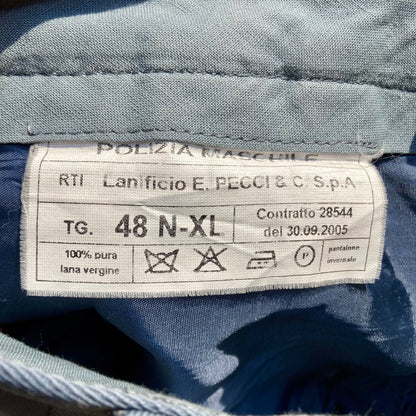 POLIZIA MASCHILE
RTI Lanificio E. PECCI & C. S.p.A
TG. 48 N-XL
Contratto 28544
del 30.09.2005
100% pura
lana vergine
P
pantalone
invernale